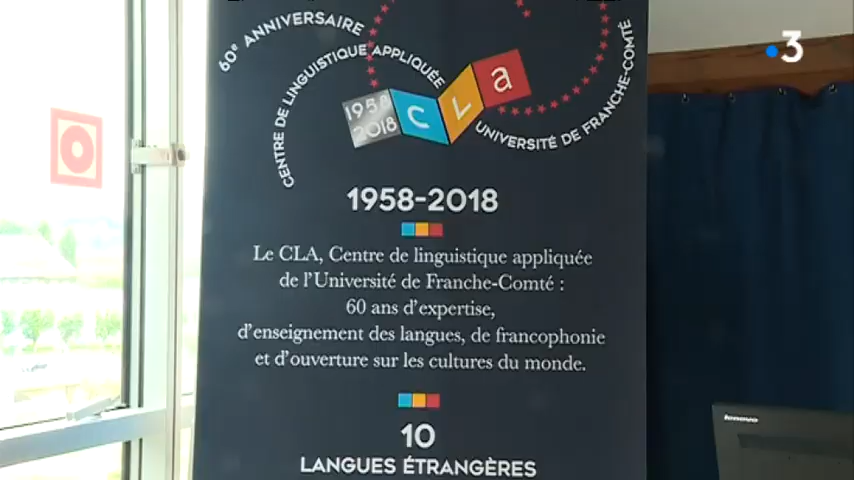 60e ANNIVERSAIRE
CENTRE DE LINGUISTIQUE APPLIQUÉE
UNIVERSITÉ DE FRANCHE-COMTÉ
1958
2018
CLa
3
1958-2018
Le CLA, Centre de linguistique appliquée
de l'Université de Franche-Comté :
60 ans d'expertise,
d'enseignement des langues, de francophonie
et d'ouverture sur les cultures du monde.
10
LANGUES ÉTRANGÈRES
lenovo